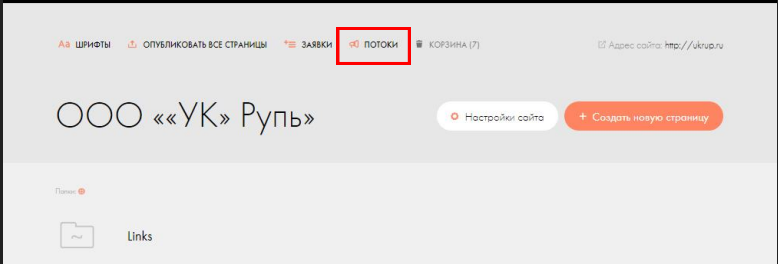 Aa ШРИФТЫ ОПУБЛИКОВАТЬ ВСЕ СТРАНИЦЫ ЗАЯВКИ ПОТОКИ КОРЗИНА (7) Адрес сайта: http://ukrup.ru
ООО ««УК» Рупь» Настройки сайта + Создать новую страницу
Папки
Links